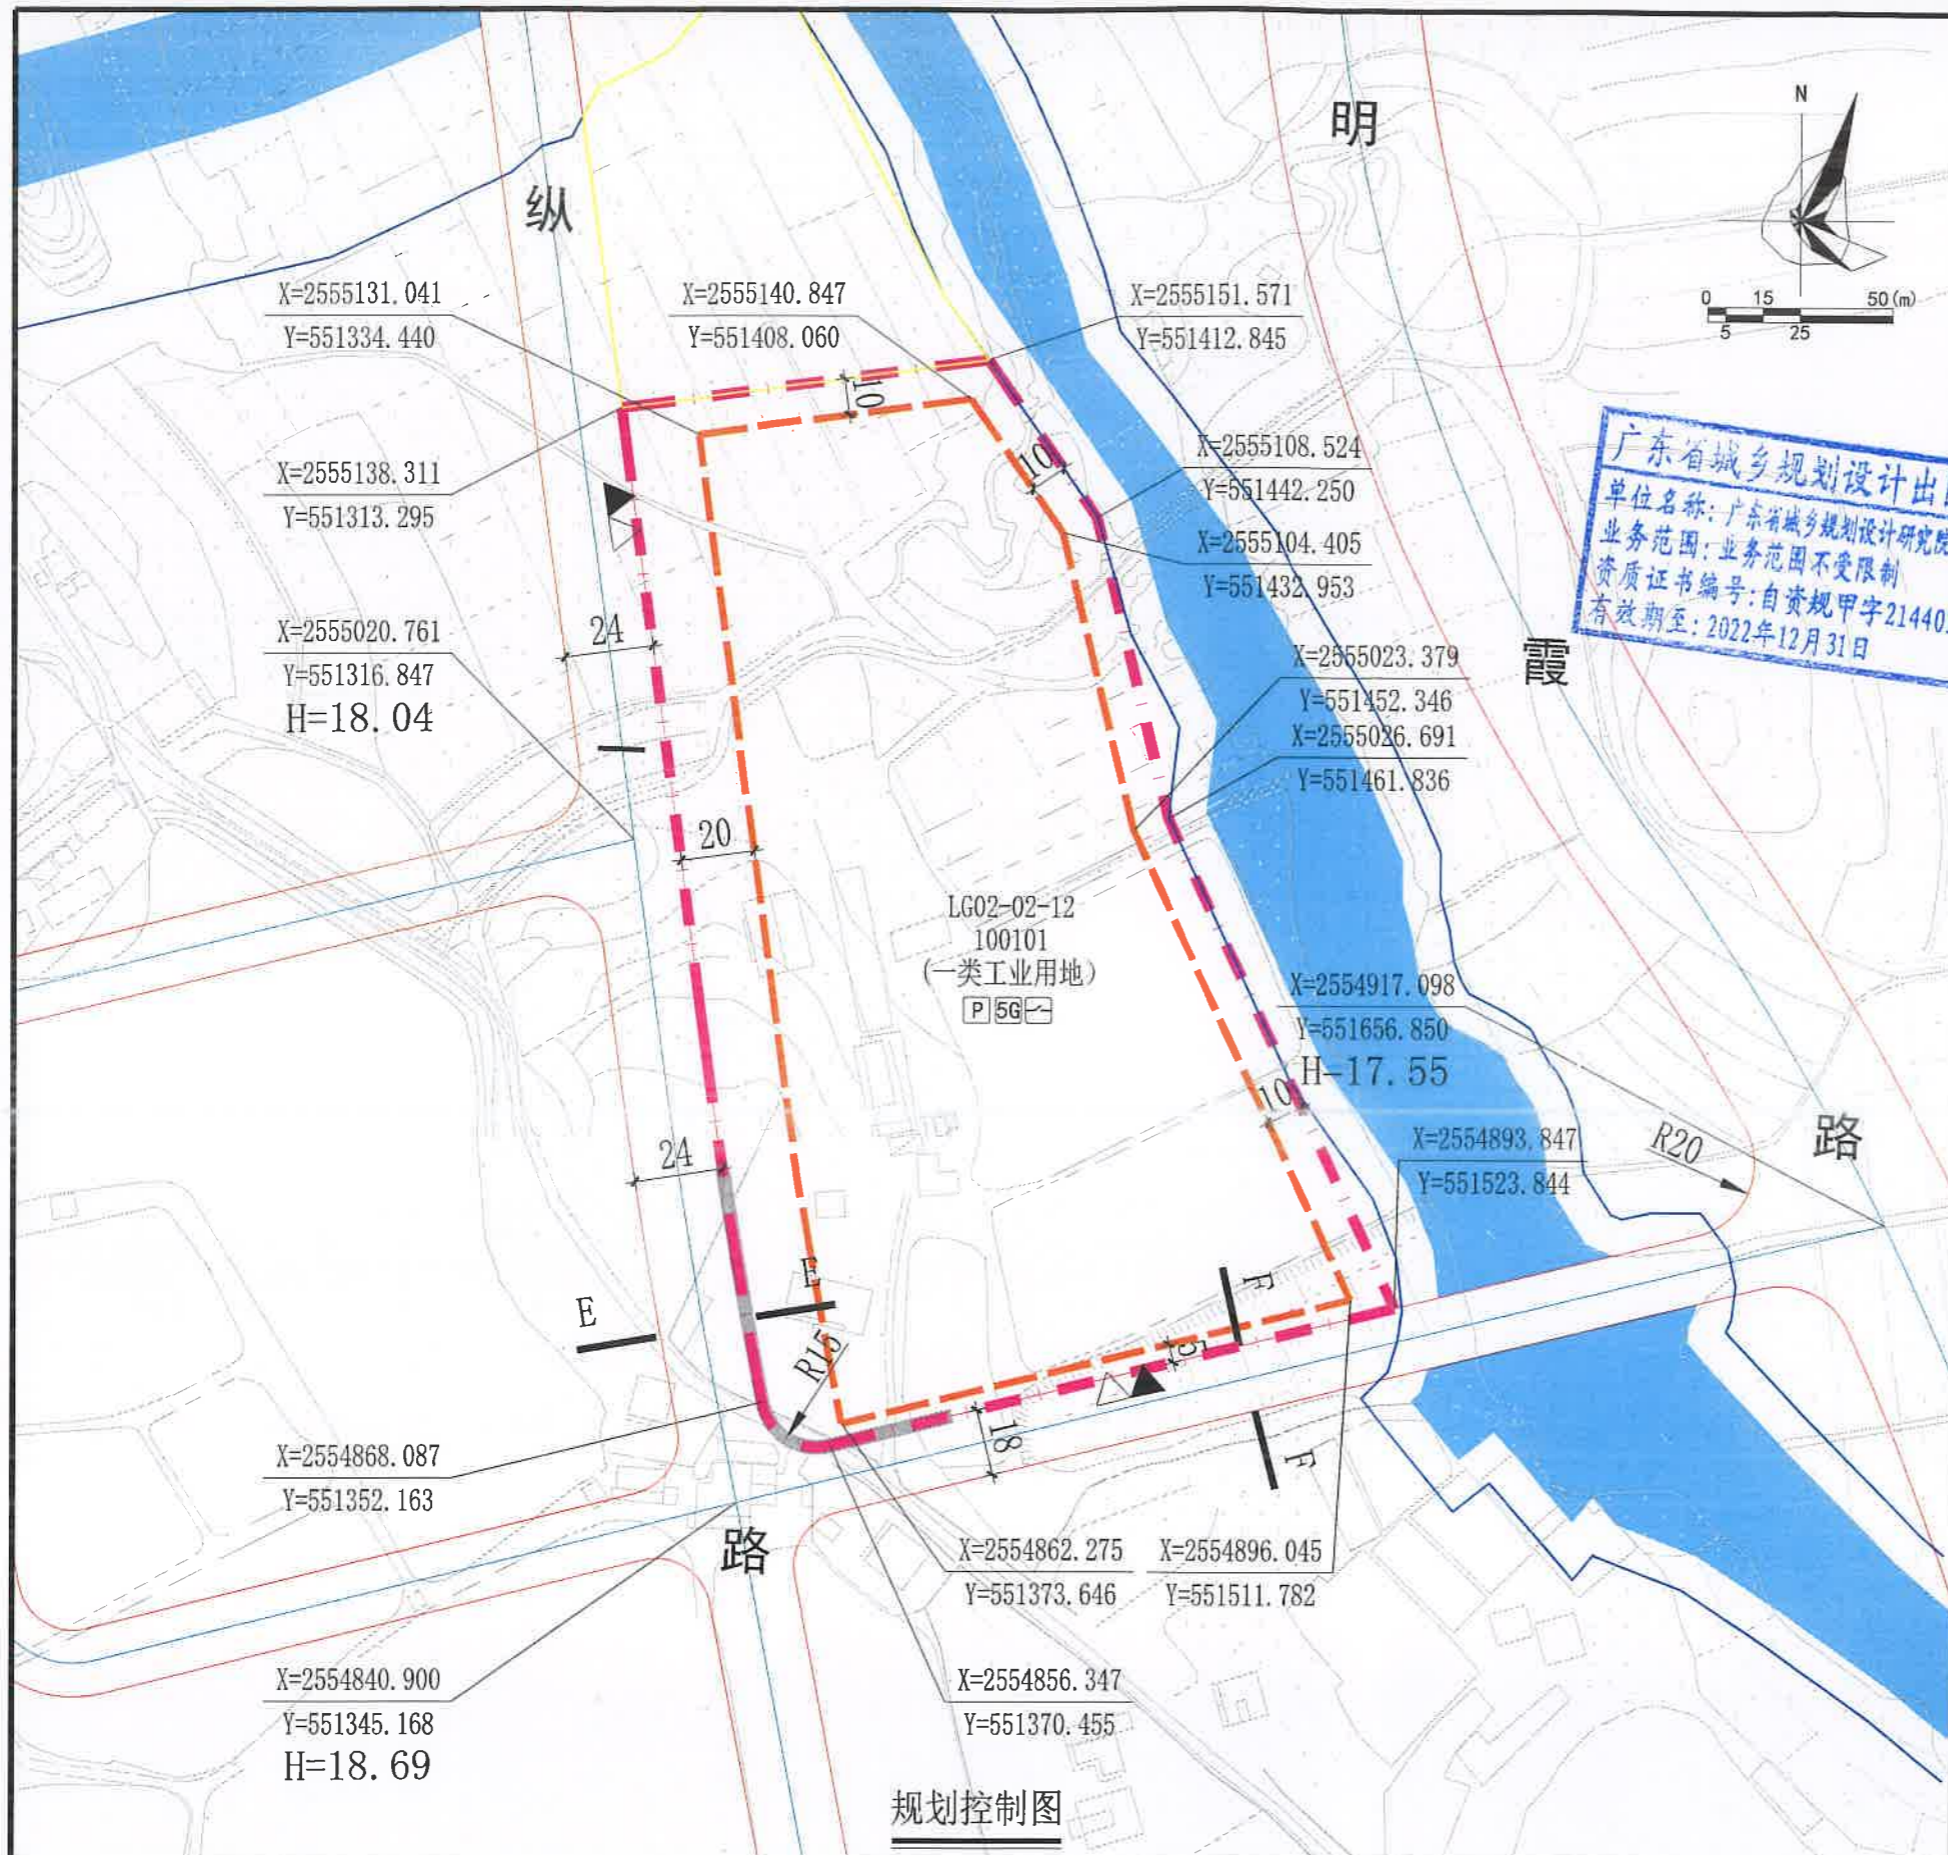 明
N
0 15 50(m)
5 25
纵
X=2555131.041
Y=551334.440
X=2555140.847
Y=551408.060
X=2555151.571
Y=551412.845
10
X=2555138.311
Y=551313.295
10
X=2555108.524
Y=551442.250
X=2555104.405
Y=551432.953
广东省城乡规划设计出
单位名称:广东省城乡规划设计研究院
业务范围:业务范围不受限制
资质证书编号:自资规甲字21440
有效期至:2022年12月31日
X=2555020.761
Y=551316.847
H=18.04
24
霞
X=2555023.379
Y=551452.346
X=2555026.691
Y=551461.836
20
LG02-02-12
100101
(一类工业用地)
P 5G
X=2554917.098
Y=551656.850
H=17.55
10
24
X=2554893.847
Y=551523.844
R20
路
E
E
F
R15
5
18
F
X=2554868.087
Y=551352.163
路
X=2554862.275
Y=551373.646
X=2554896.045
Y=551511.782
X=2554840.900
Y=551345.168
H=18.69
X=2554856.347
Y=551370.455
规划控制图